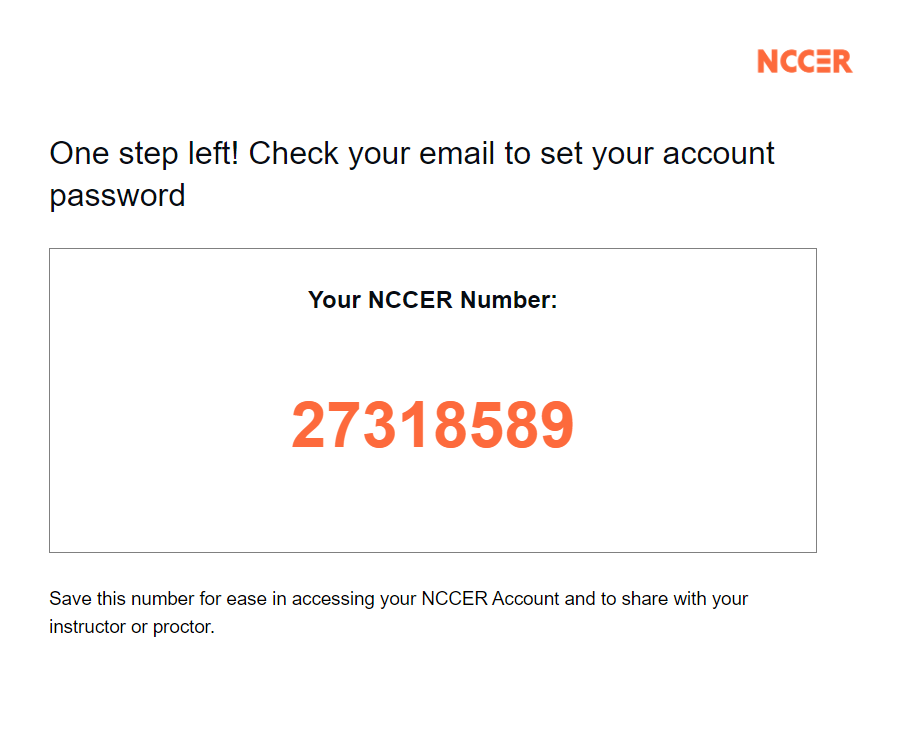 NCCER
One step left! Check your email to set your account
password
Your NCCER Number:
27318589
Save this number for ease in accessing your NCCER Account and to share with your
instructor or proctor.